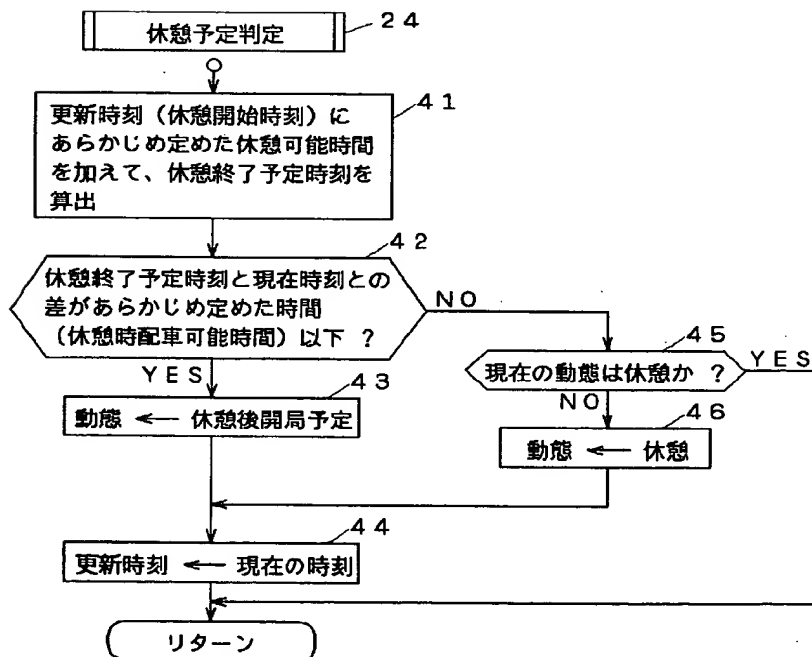 休憩予定判定
24
41
更新時刻（休憩開始時刻）に
あらかじめ定めた休憩可能時間
を加えて、休憩終了予定時刻を
算出
42
休憩終了予定時刻と現在時刻との
差があらかじめ定めた時間
（休憩時配車可能時間）以下 ？
NO
YES
45
現在の動態は休憩か ？
YES
NO
43
動態 ← 休憩後開局予定
46
動態 ← 休憩
44
更新時刻 ← 現在の時刻
リターン